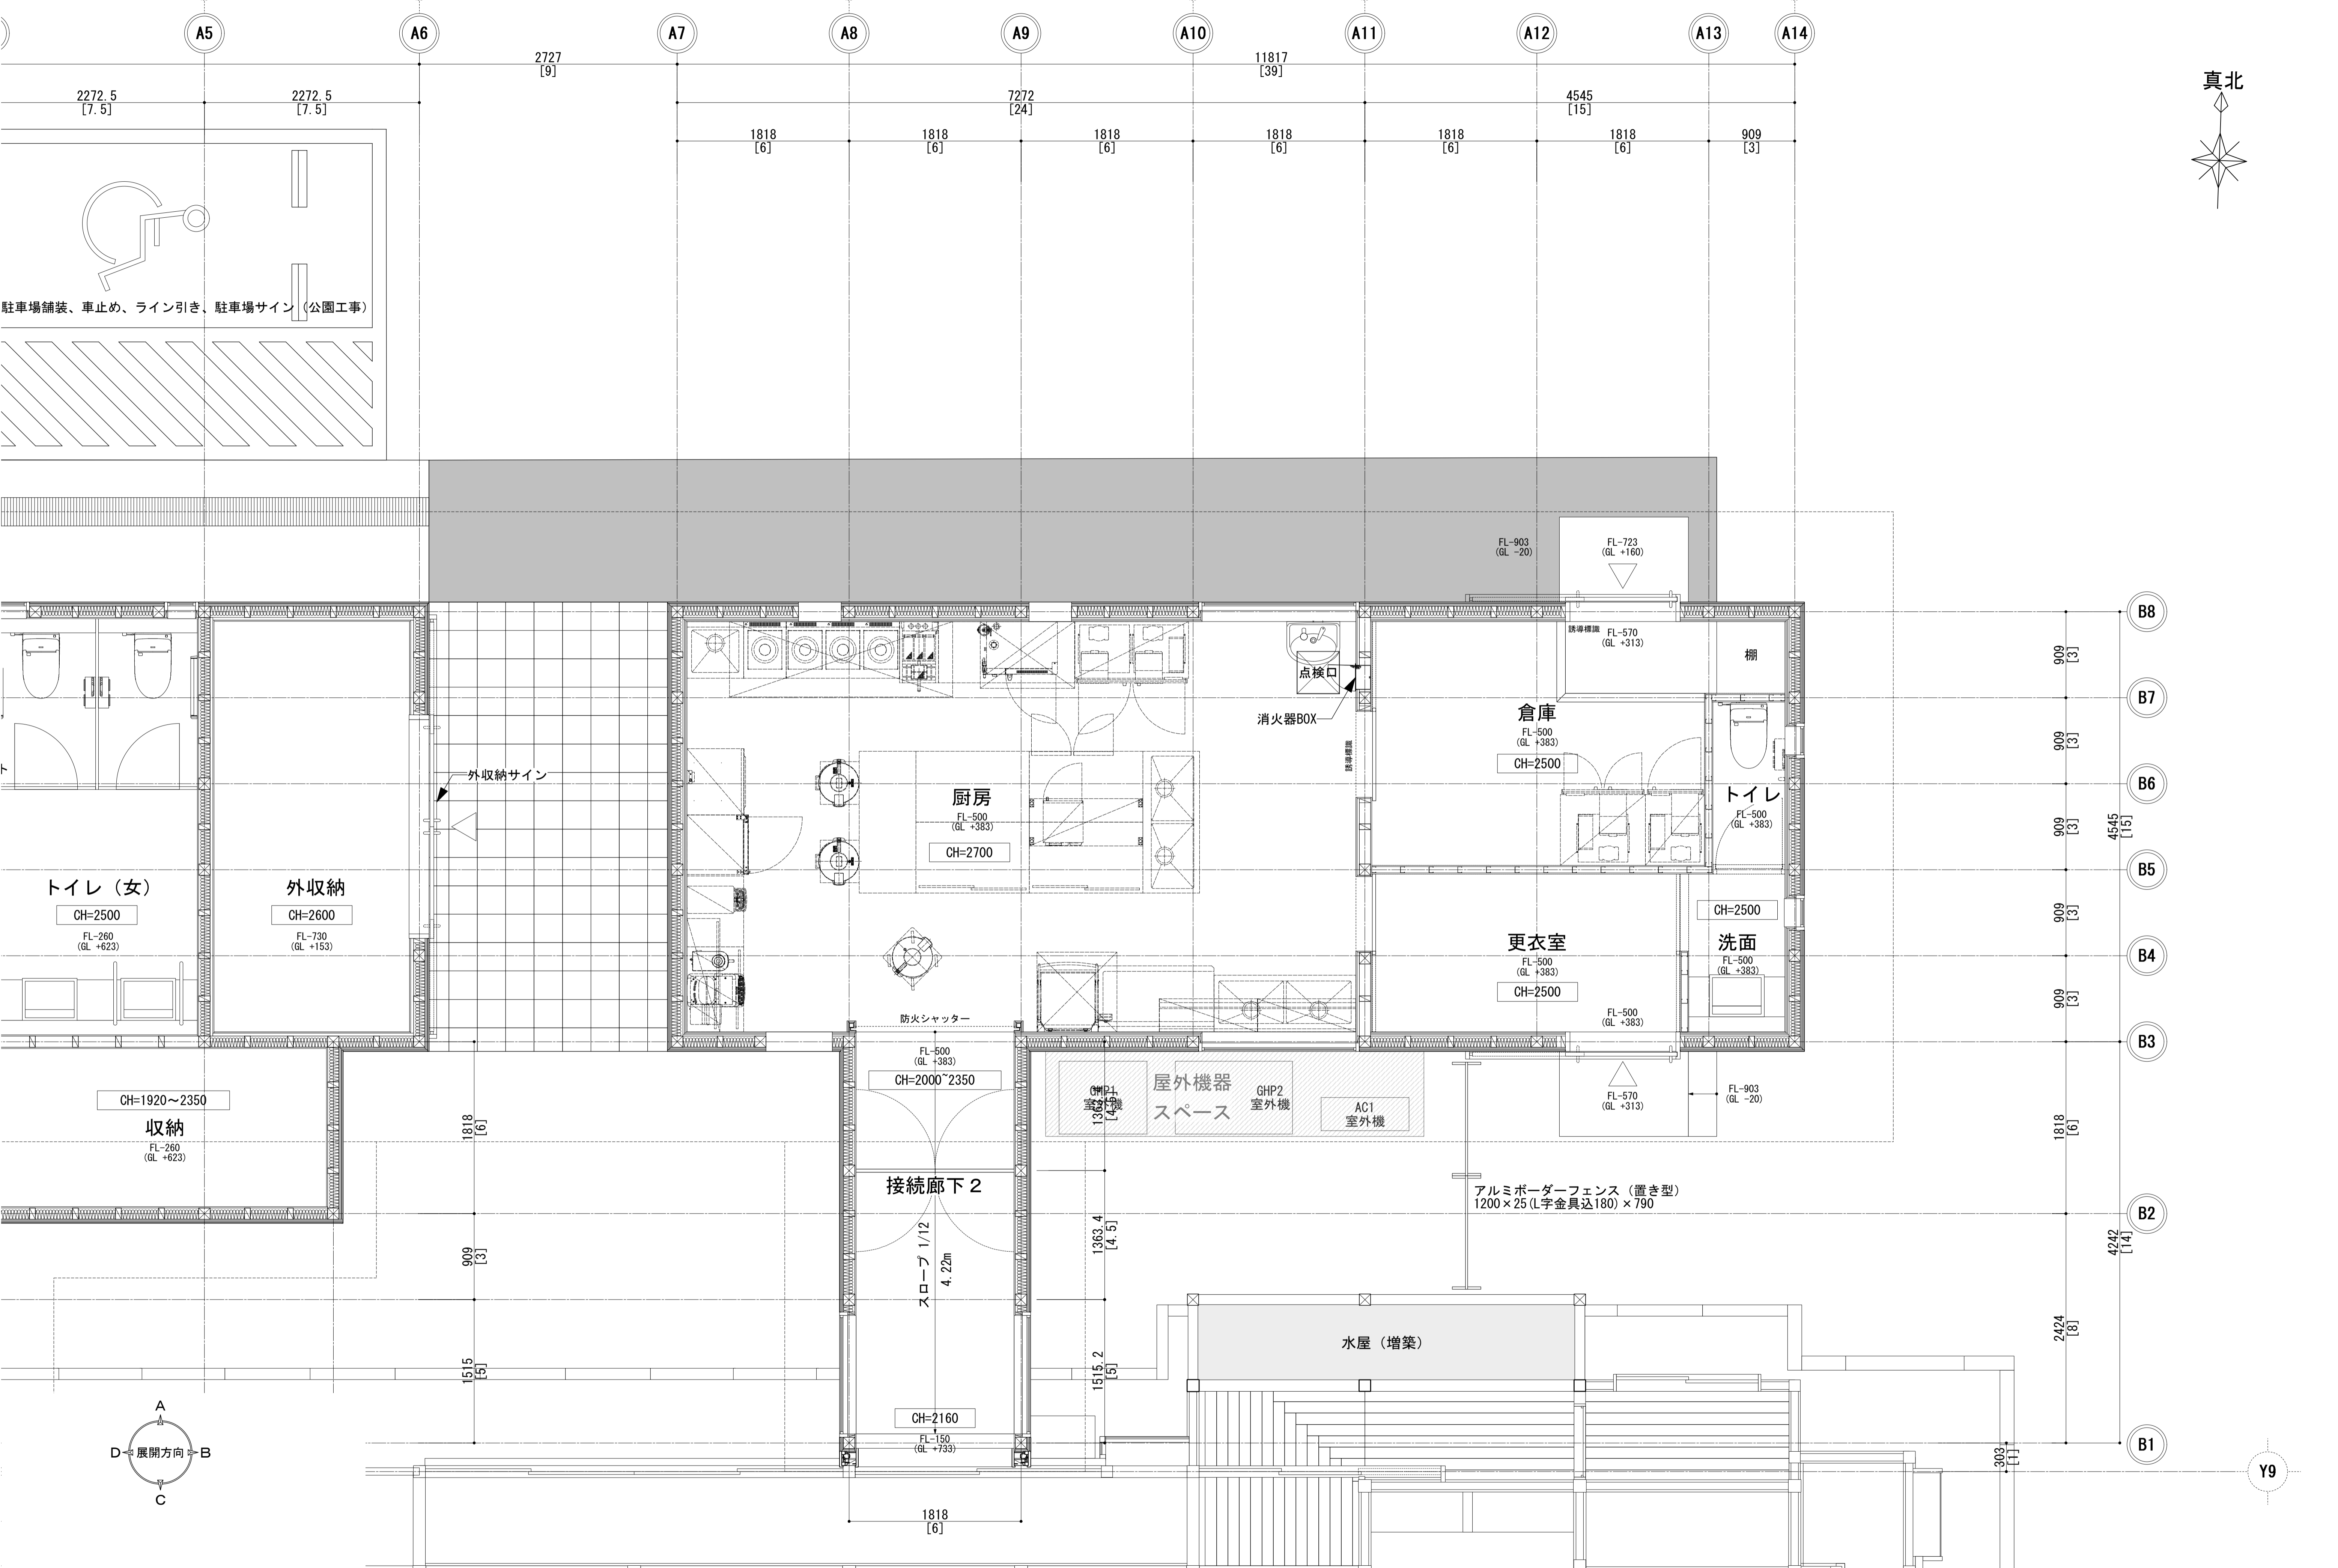 A5
A6
A7
A8
A9
A10
A11
A12
A13
A14
2727
[9]
11817
[39]
2272.5
[7.5]
2272.5
[7.5]
7272
[24]
4545
[15]
1818
[6]
1818
[6]
1818
[6]
1818
[6]
1818
[6]
1818
[6]
909
[3]
真北
駐車場舗装、車止め、ライン引き、駐車場サイン（公園工事）
FL-903
(GL -20)
FL-723
(GL +160)
B8
誘導標識
FL-570
(GL +313)
棚
点検口
909
[3]
B7
消火器BOX
倉庫
FL-500
(GL +383)
CH=2500
誘導標識
909
[3]
外収納サイン
B6
厨房
FL-500
(GL +383)
CH=2700
トイレ
FL-500
(GL +383)
909
[3]
4545
[15]
B5
トイレ（女）
CH=2500
FL-260
(GL +623)
外収納
CH=2600
FL-730
(GL +153)
CH=2500
909
[3]
更衣室
FL-500
(GL +383)
CH=2500
洗面
FL-500
(GL +383)
B4
909
[3]
防火シャッター
FL-500
(GL +383)
B3
FL-500
(GL +383)
CH=2000~2350
GHP1
室外機
屋外機器
スペース
GHP2
室外機
AC1
室外機
FL-570
(GL +313)
FL-903
(GL -20)
CH=1920～2350
収納
FL-260
(GL +623)
1818
[6]
1363.4
[4.5]
1818
[6]
接続廊下２
アルミボーダーフェンス（置き型）
1200×25(L字金具込180)×790
B2
スロープ 1/12
4.22m
909
[3]
1363.4
[4.5]
4242
[14]
水屋（増築）
2424
[8]
1515
[5]
1515.2
[5]
CH=2160
FL-150
(GL +733)
B1
A
D
展開方向
B
C
303
[1]
Y9
1818
[6]